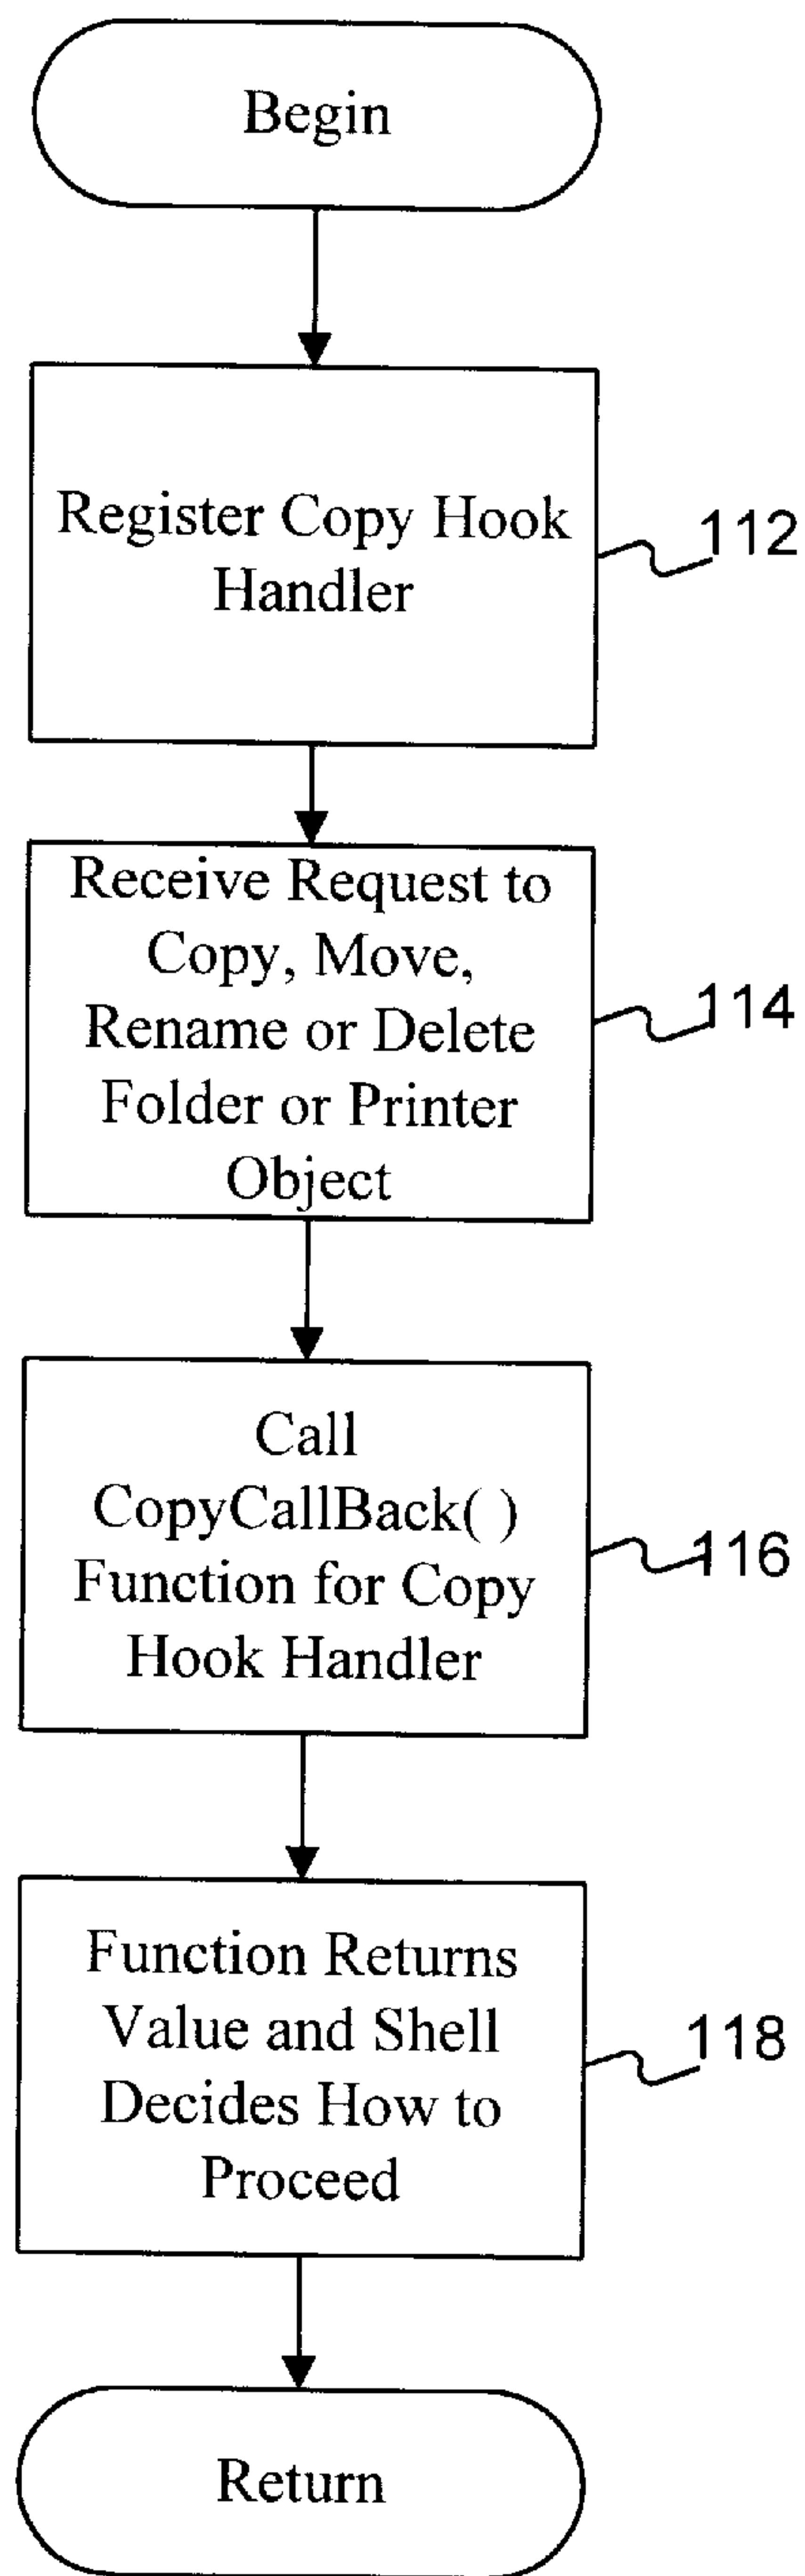 Begin
Register Copy Hook
Handler
112
Receive Request to
Copy, Move,
Rename or Delete
Folder or Printer
Object
114
Call
CopyCallBack( )
Function for Copy
Hook Handler
116
Function Returns
Value and Shell
Decides How to
Proceed
118
Return